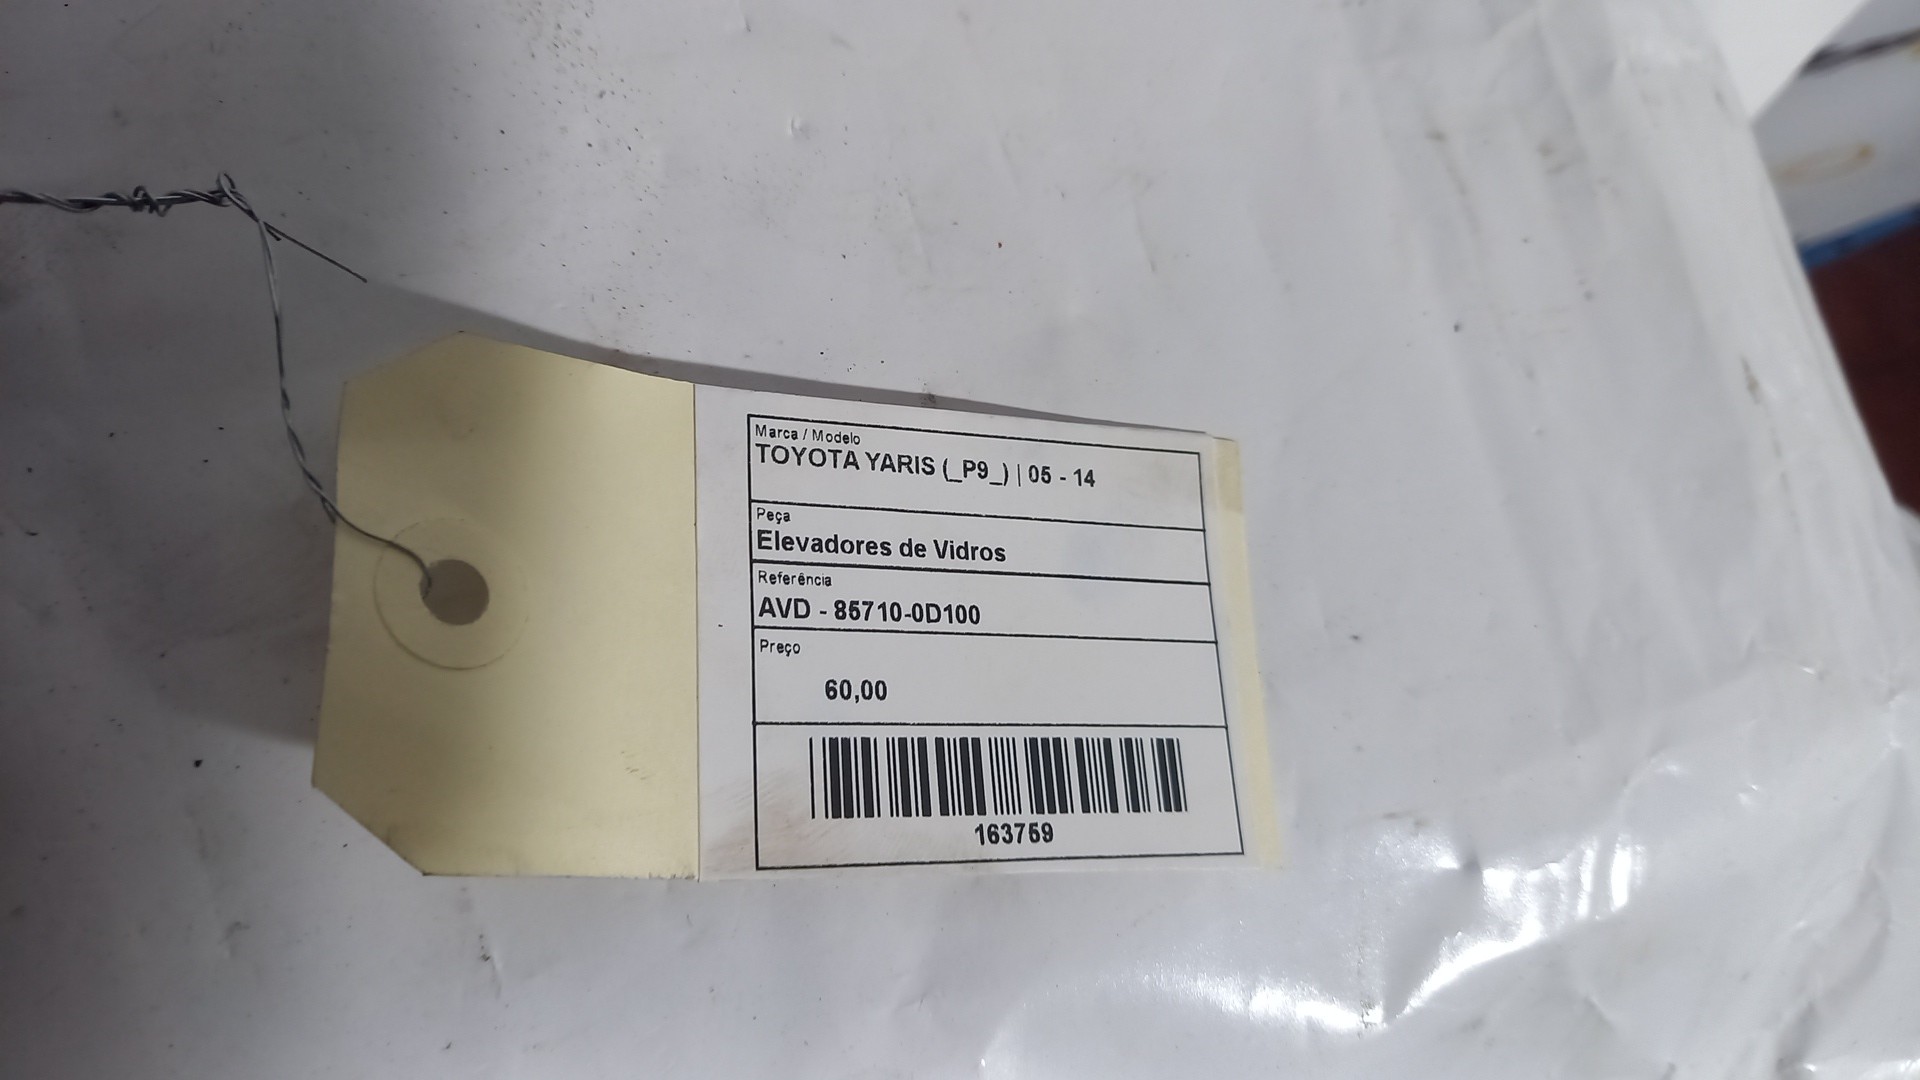 Marca / Modelo
TOYOTA YARIS (_P9_) | 05 - 14
Peça
Elevadores de Vidros
Referência
AVD - 85710-0D100
Preço
60,00
163759